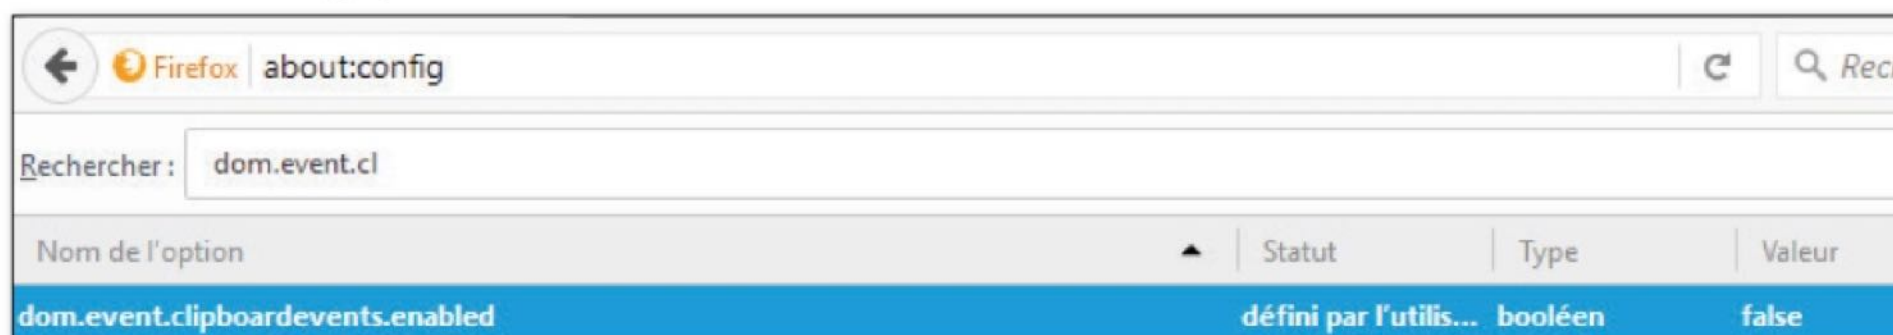 Firefox about:config Rec
Rechercher : dom.event.cl
Nom de l'option Statut Type Valeur
dom.event.clipboardevents.enabled défini par l'utilis... booléen false